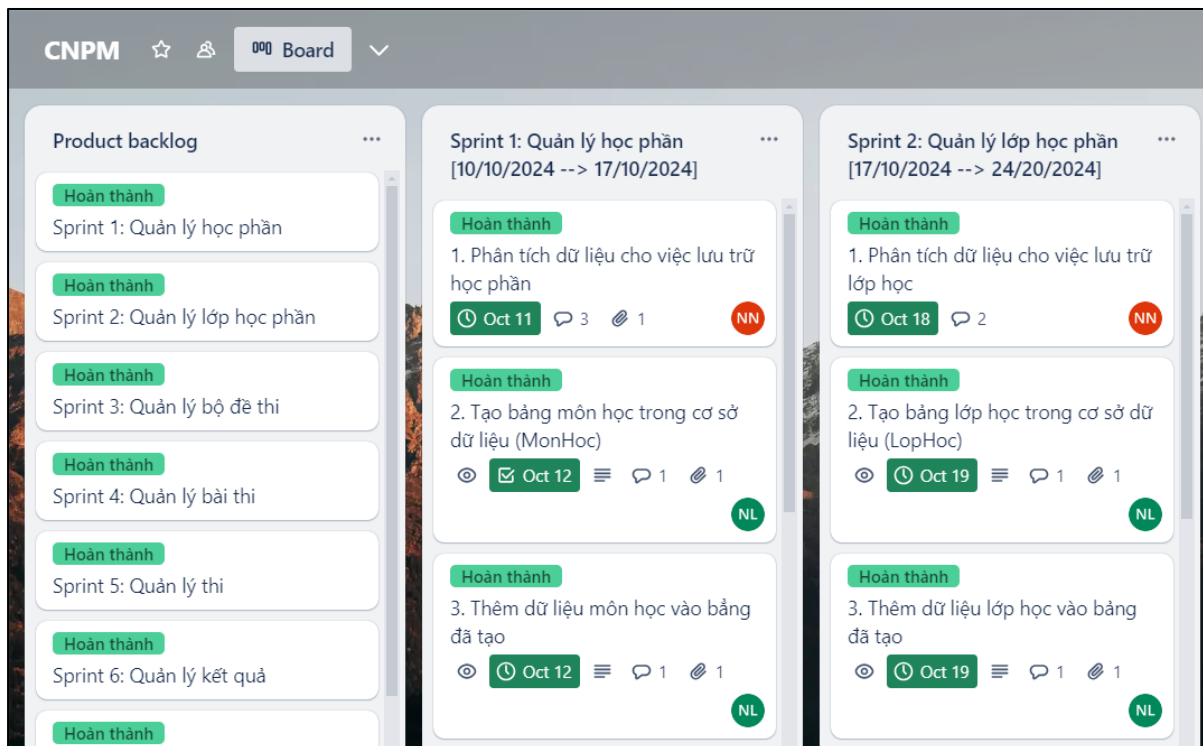 CNPM
Board
Product backlog
Hoàn thành
Sprint 1: Quản lý học phần
Hoàn thành
Sprint 2: Quản lý lớp học phần
Hoàn thành
Sprint 3: Quản lý bộ đề thi
Hoàn thành
Sprint 4: Quản lý bài thi
Hoàn thành
Sprint 5: Quản lý thi
Hoàn thành
Sprint 6: Quản lý kết quả
Hoàn thành
Sprint 1: Quản lý học phần
[10/10/2024 --> 17/10/2024]
Hoàn thành
1. Phân tích dữ liệu cho việc lưu trữ
học phần
Oct 11 3 1
NN
Hoàn thành
2. Tạo bảng môn học trong cơ sở
dữ liệu (MonHoc)
Oct 12 1 1
NL
Hoàn thành
3. Thêm dữ liệu môn học vào bảng
đã tạo
Oct 12 1 1
NL
Sprint 2: Quản lý lớp học phần
[17/10/2024 --> 24/20/2024]
Hoàn thành
1. Phân tích dữ liệu cho việc lưu trữ
lớp học
Oct 18 2
NN
Hoàn thành
2. Tạo bảng lớp học trong cơ sở dữ
liệu (LopHoc)
Oct 19 1 1
NL
Hoàn thành
3. Thêm dữ liệu lớp học vào bảng
đã tạo
Oct 19 1 1
NL